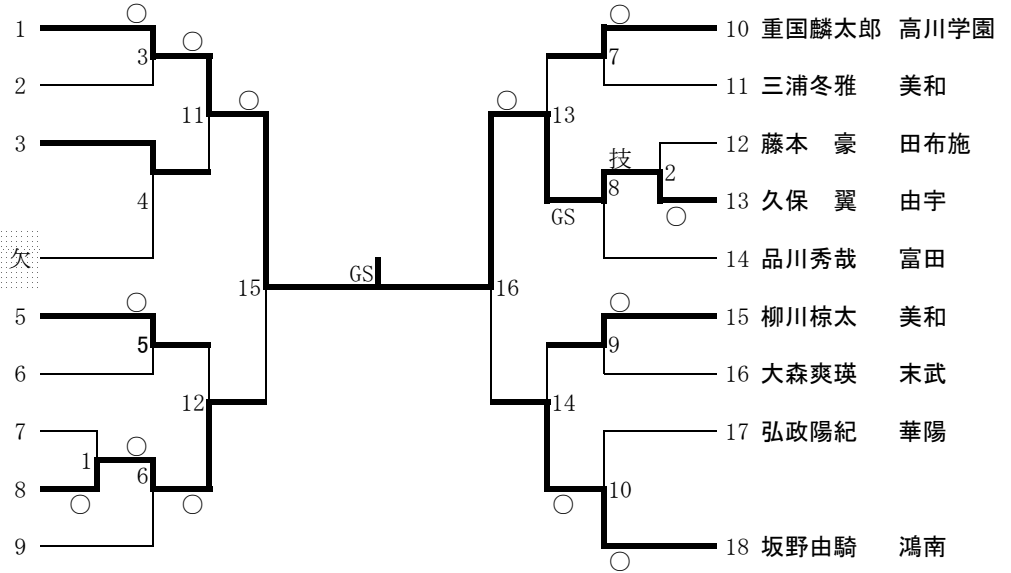 1
3
2
11
3
4
欠
15
GS
5
5
6
12
7
1
6
8
9
10 重国麟太郎 高川学園
7
11 三浦冬雅 美和
13
12 藤本 豪 田布施
技
2
8
13 久保 翼 由宇
GS
14 品川秀哉 富田
16
15 柳川椋太 美和
9
16 大森爽瑛 末武
14
17 弘政陽紀 華陽
10
18 坂野由騎 鴻南